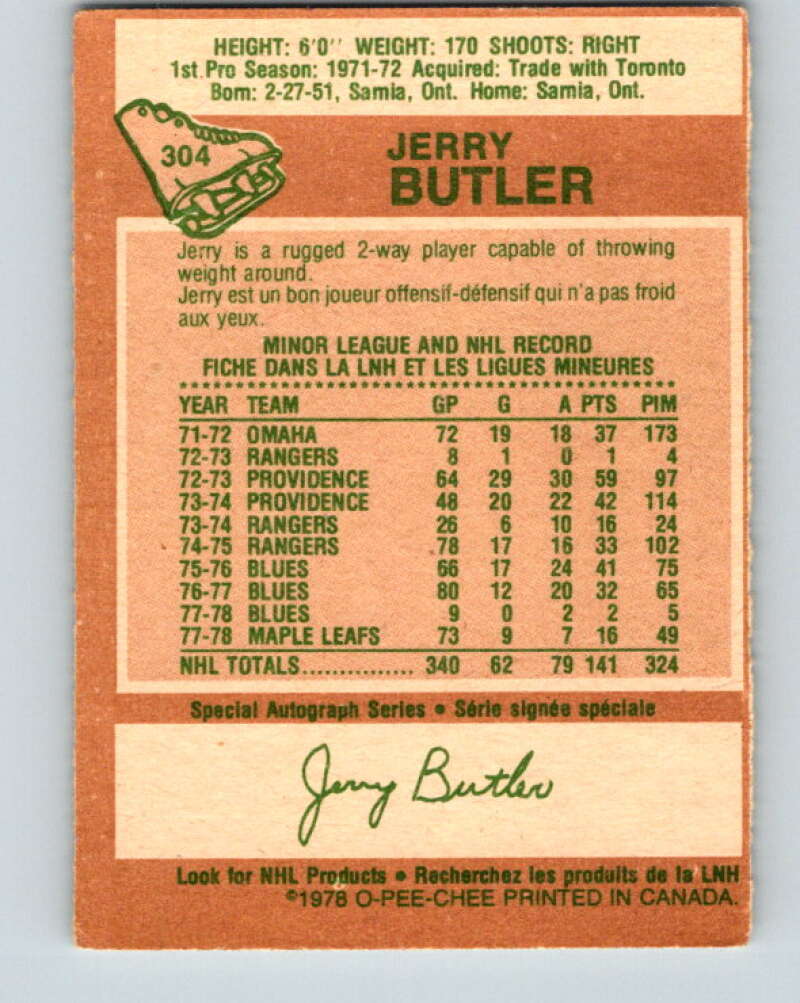 HEIGHT: 6'0'' WEIGHT: 170 SHOOTS: RIGHT
1st Pro Season: 1971-72 Acquired: Trade with Toronto
Born: 2-27-51, Sarnia, Ont. Home: Sarnia, Ont.
304
JERRY
BUTLER
Jerry is a rugged 2-way player capable of throwing
weight around.
Jerry est un bon joueur offensif-défensif qui n'a pas froid
aux yeux.
MINOR LEAGUE AND NHL RECORD
FICHE DANS LA LNH ET LES LIGUES MINEURES
YEAR TEAM GP G A PTS PIM
71-72 OMAHA 72 19 18 37 173
72-73 RANGERS 8 1 0 1 4
72-73 PROVIDENCE 64 29 30 59 97
73-74 PROVIDENCE 48 20 22 42 114
73-74 RANGERS 26 6 10 16 24
74-75 RANGERS 78 17 16 33 102
75-76 BLUES 66 17 24 41 75
76-77 BLUES 80 12 20 32 65
77-78 BLUES 9 0 2 2 5
77-78 MAPLE LEAFS 73 9 7 16 49
NHL TOTALS............... 340 62 79 141 324
Special Autograph Series • Série signée spéciale
Jerry Butler
Look for NHL Products • Recherchez les produits de la LNH
©1978 O-PEE-CHEE PRINTED IN CANADA.